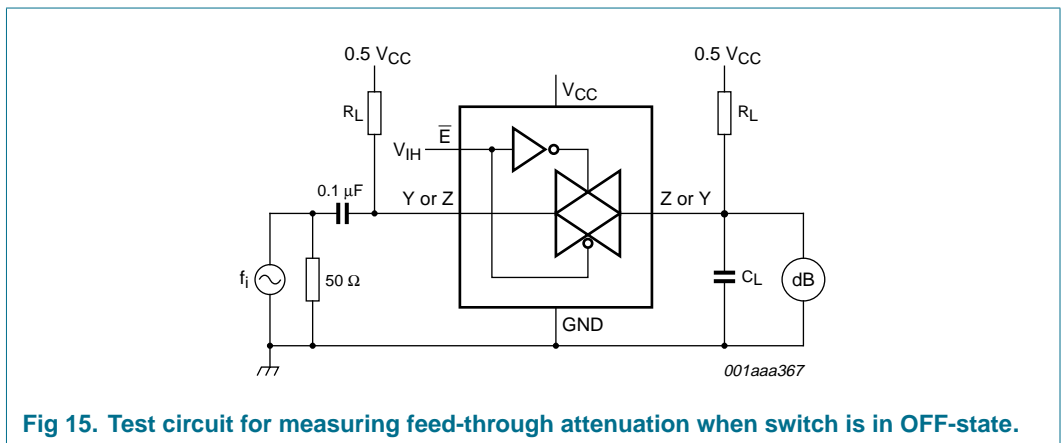 0.5 VCC
0.5 VCC
VCC
RL
RL
E̅
VIH
0.1 μF
Y or Z
Z or Y
fi
50 Ω
CL
dB
GND
001aaa367
Fig 15. Test circuit for measuring feed-through attenuation when switch is in OFF-state.